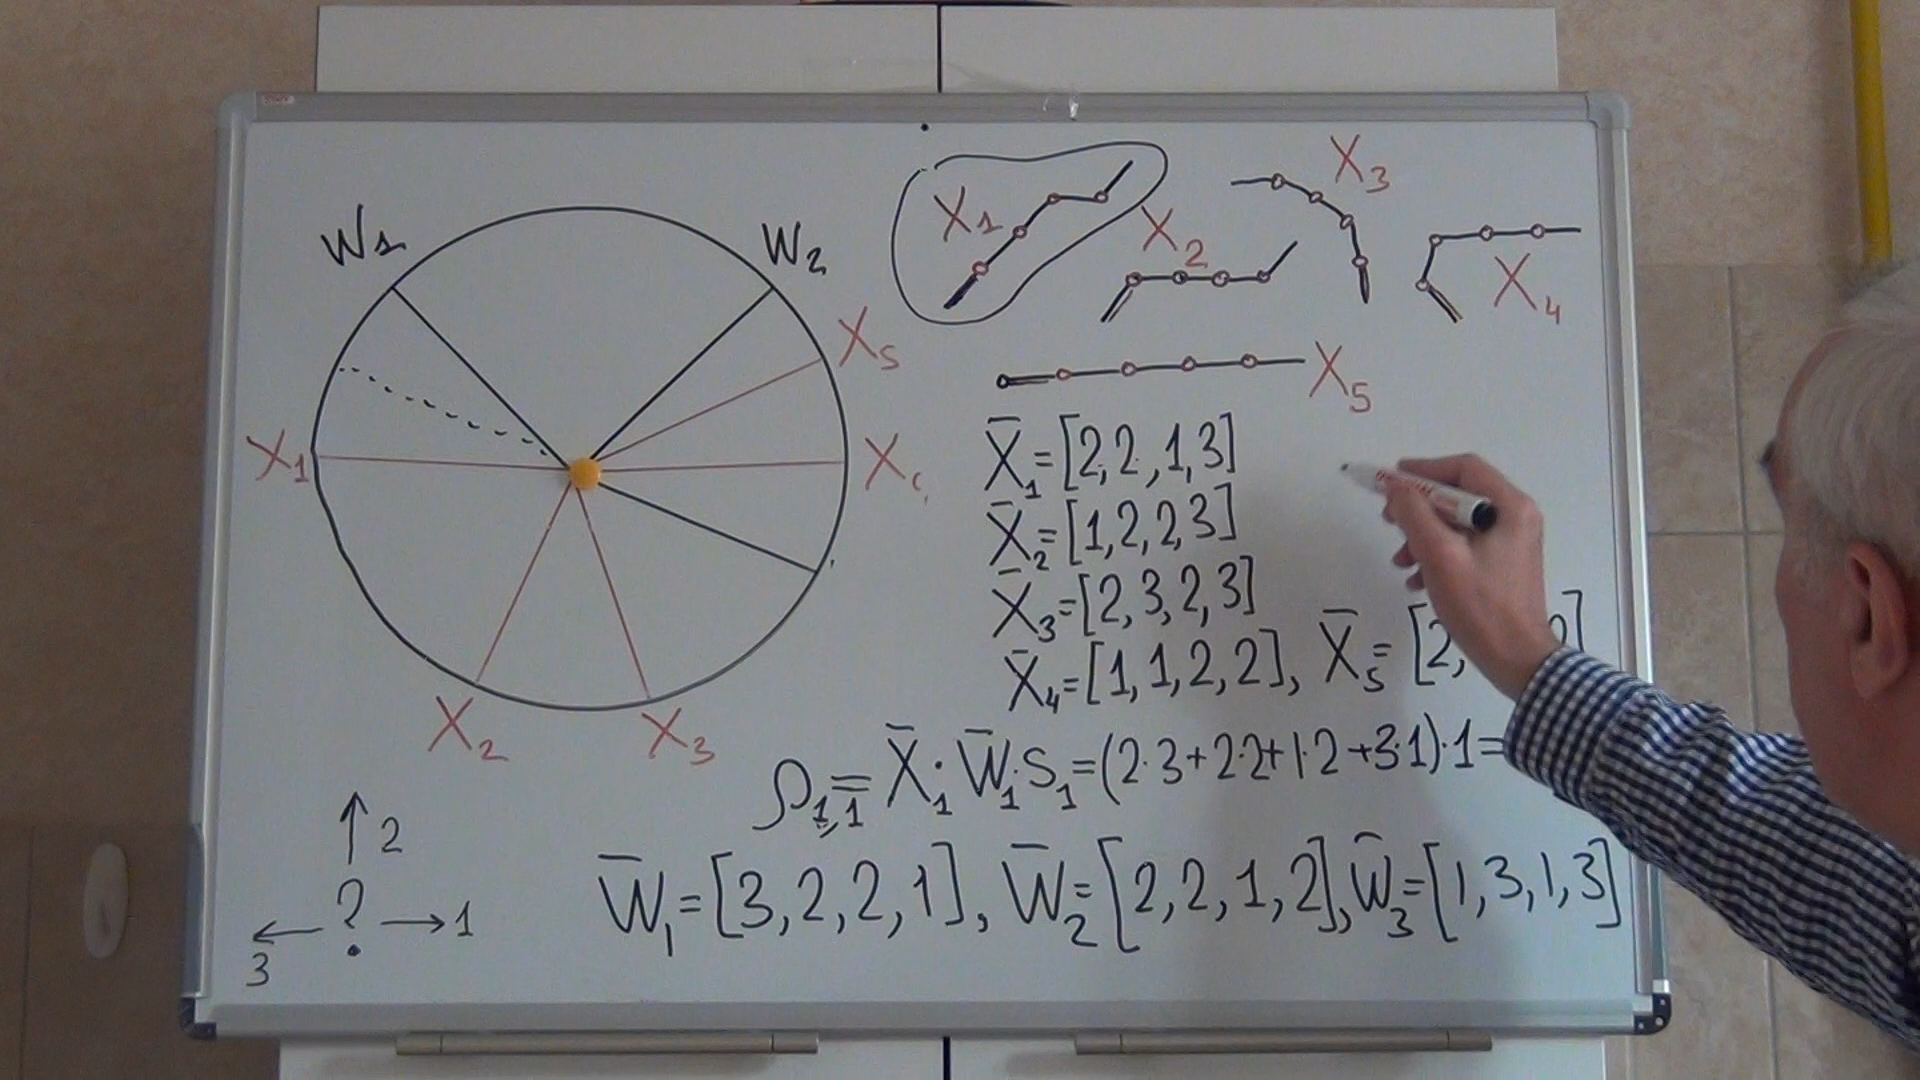 W1
W2
X5
X1
X2
X3
X1
X2
X3
X4
X5
X̄1=[2,2,1,3]
X̄2=[1,2,2,3]
X̄3=[2,3,2,3]
X̄4=[1,1,2,2], X̄5=[2,
ρ1,1=X̄1·W̄1·S1=(2·3+2·2+1·2+3·1)·1=
W̄1=[3,2,2,1], W̄2=[2,2,1,2], W̄3=[1,3,1,3]
↑2
← ? → 1
3